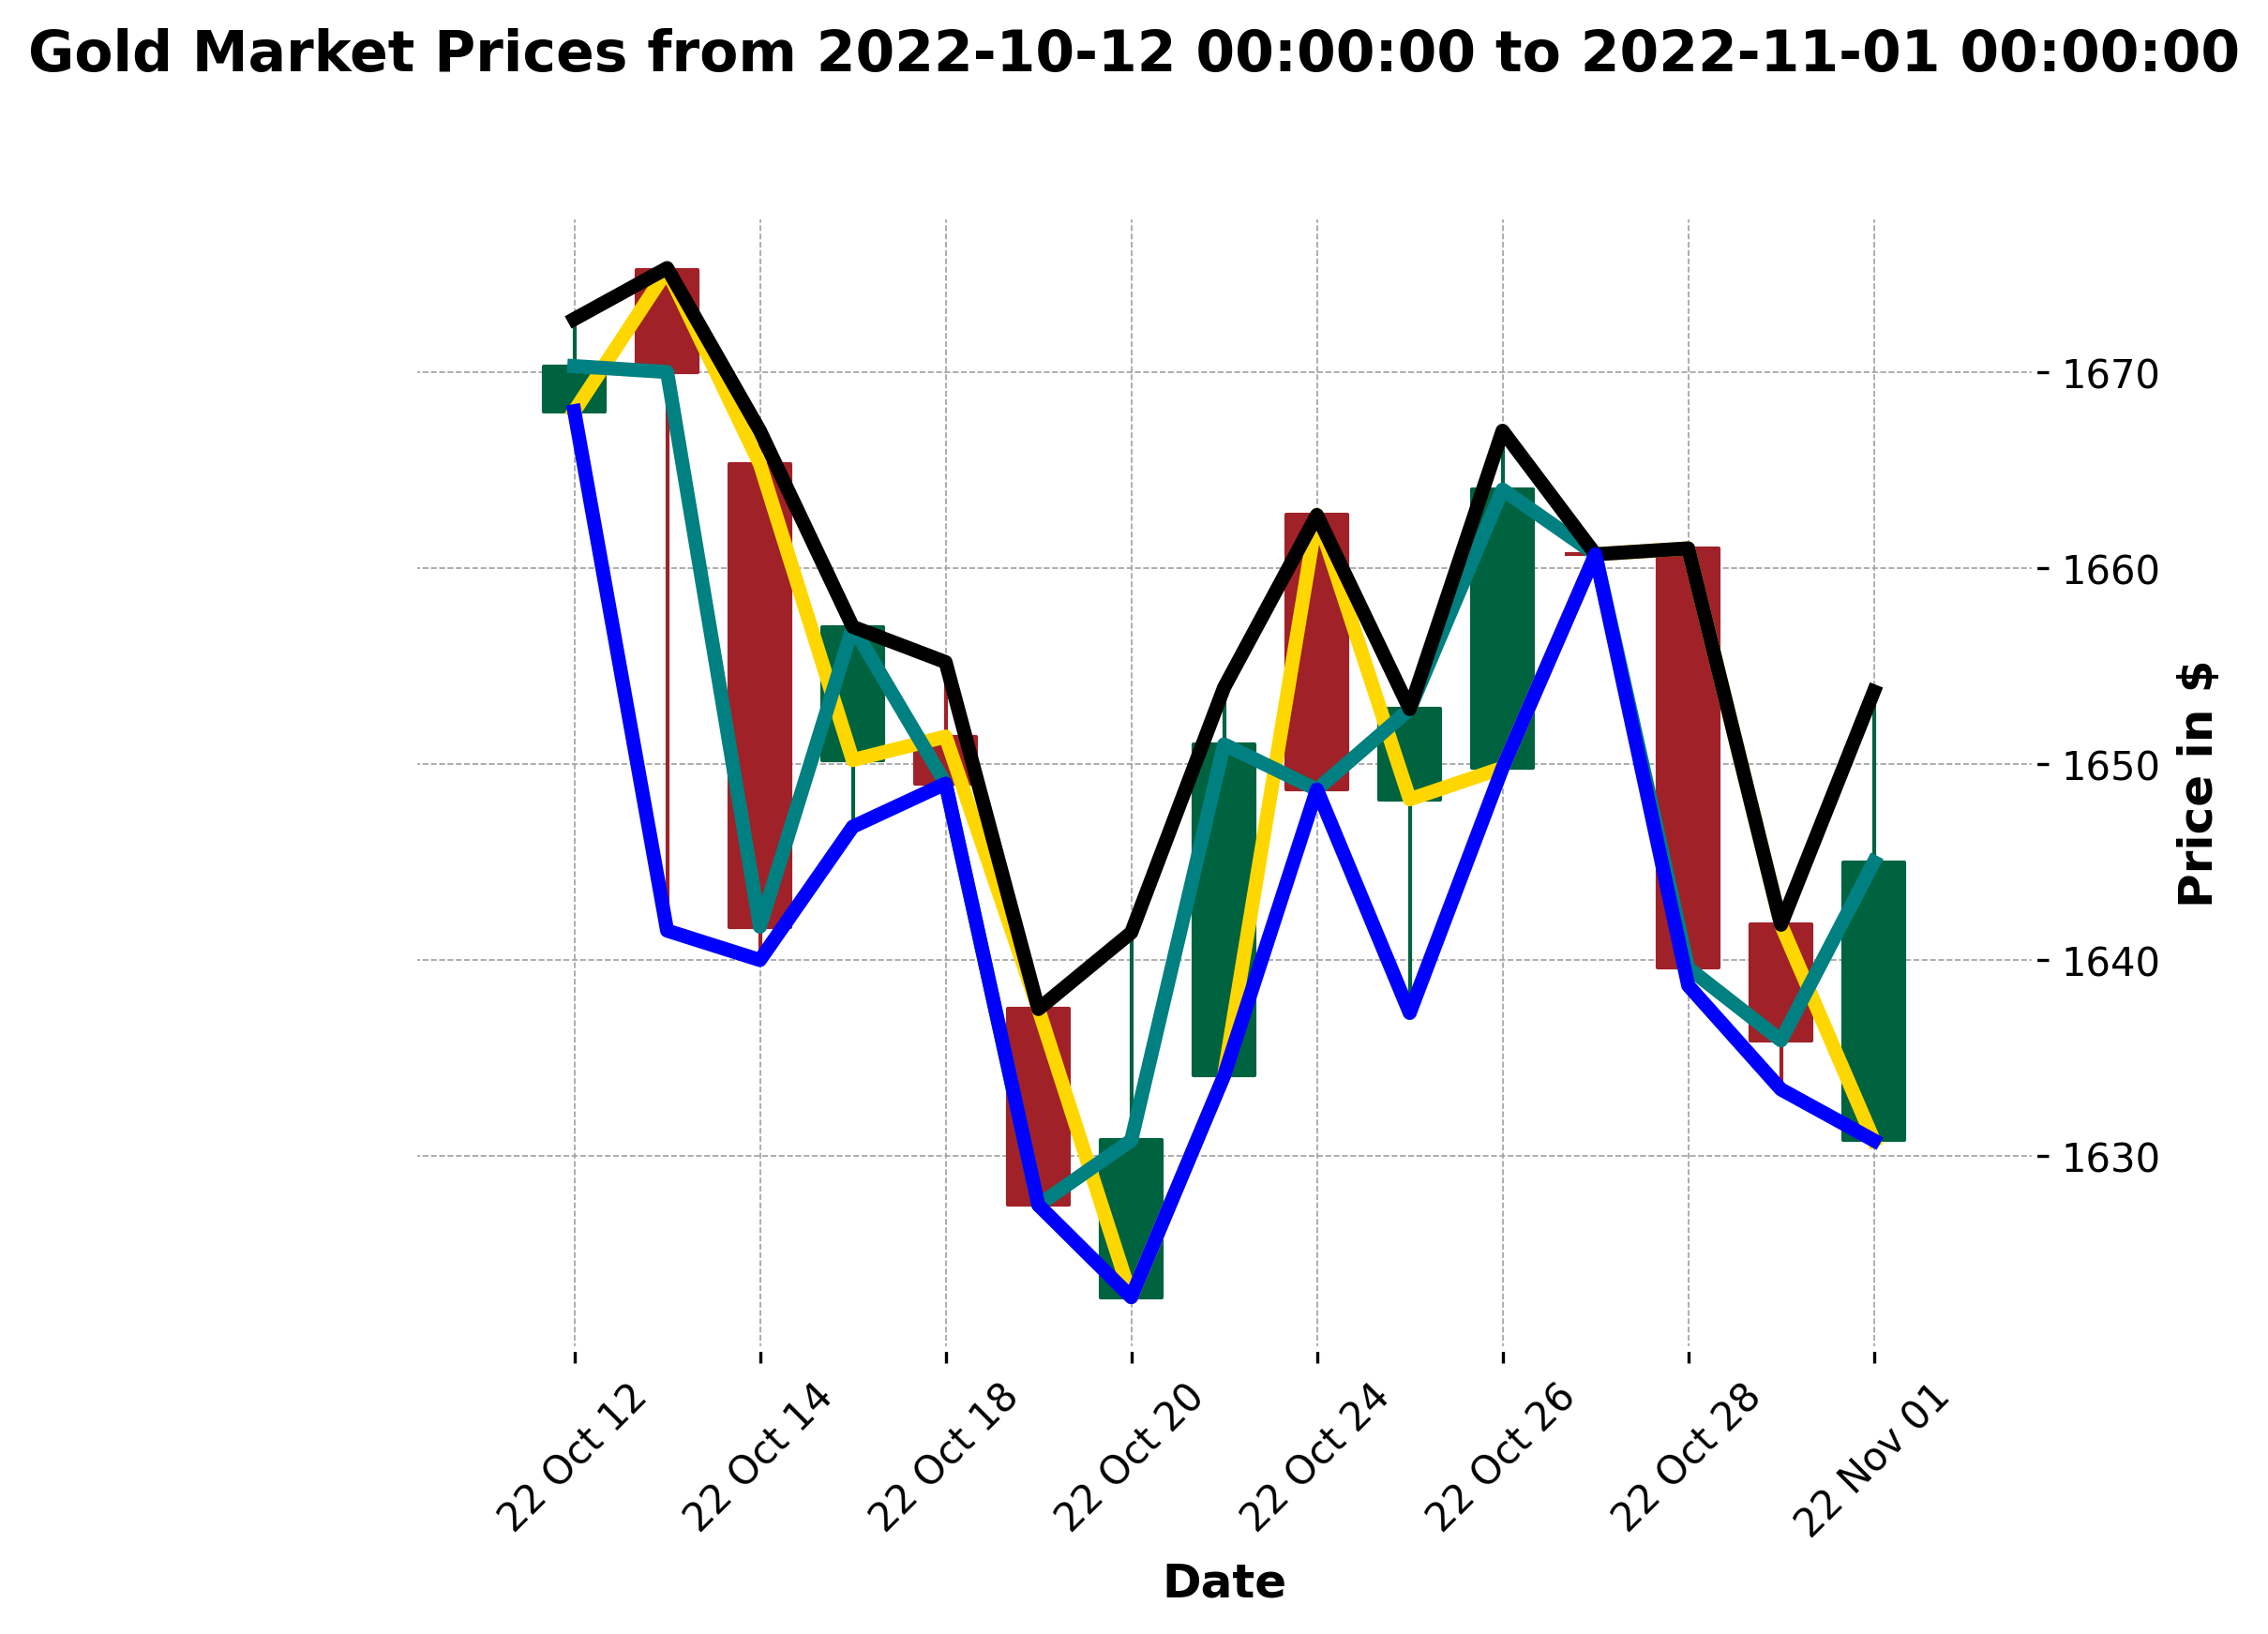 Gold Market Prices from 2022-10-12 00:00:00 to 2022-11-01 00:00:00
1670
1660
1650
1640
1630
Price in $
22 Oct 12
22 Oct 14
22 Oct 18
22 Oct 20
22 Oct 24
22 Oct 26
22 Oct 28
22 Nov 01
Date